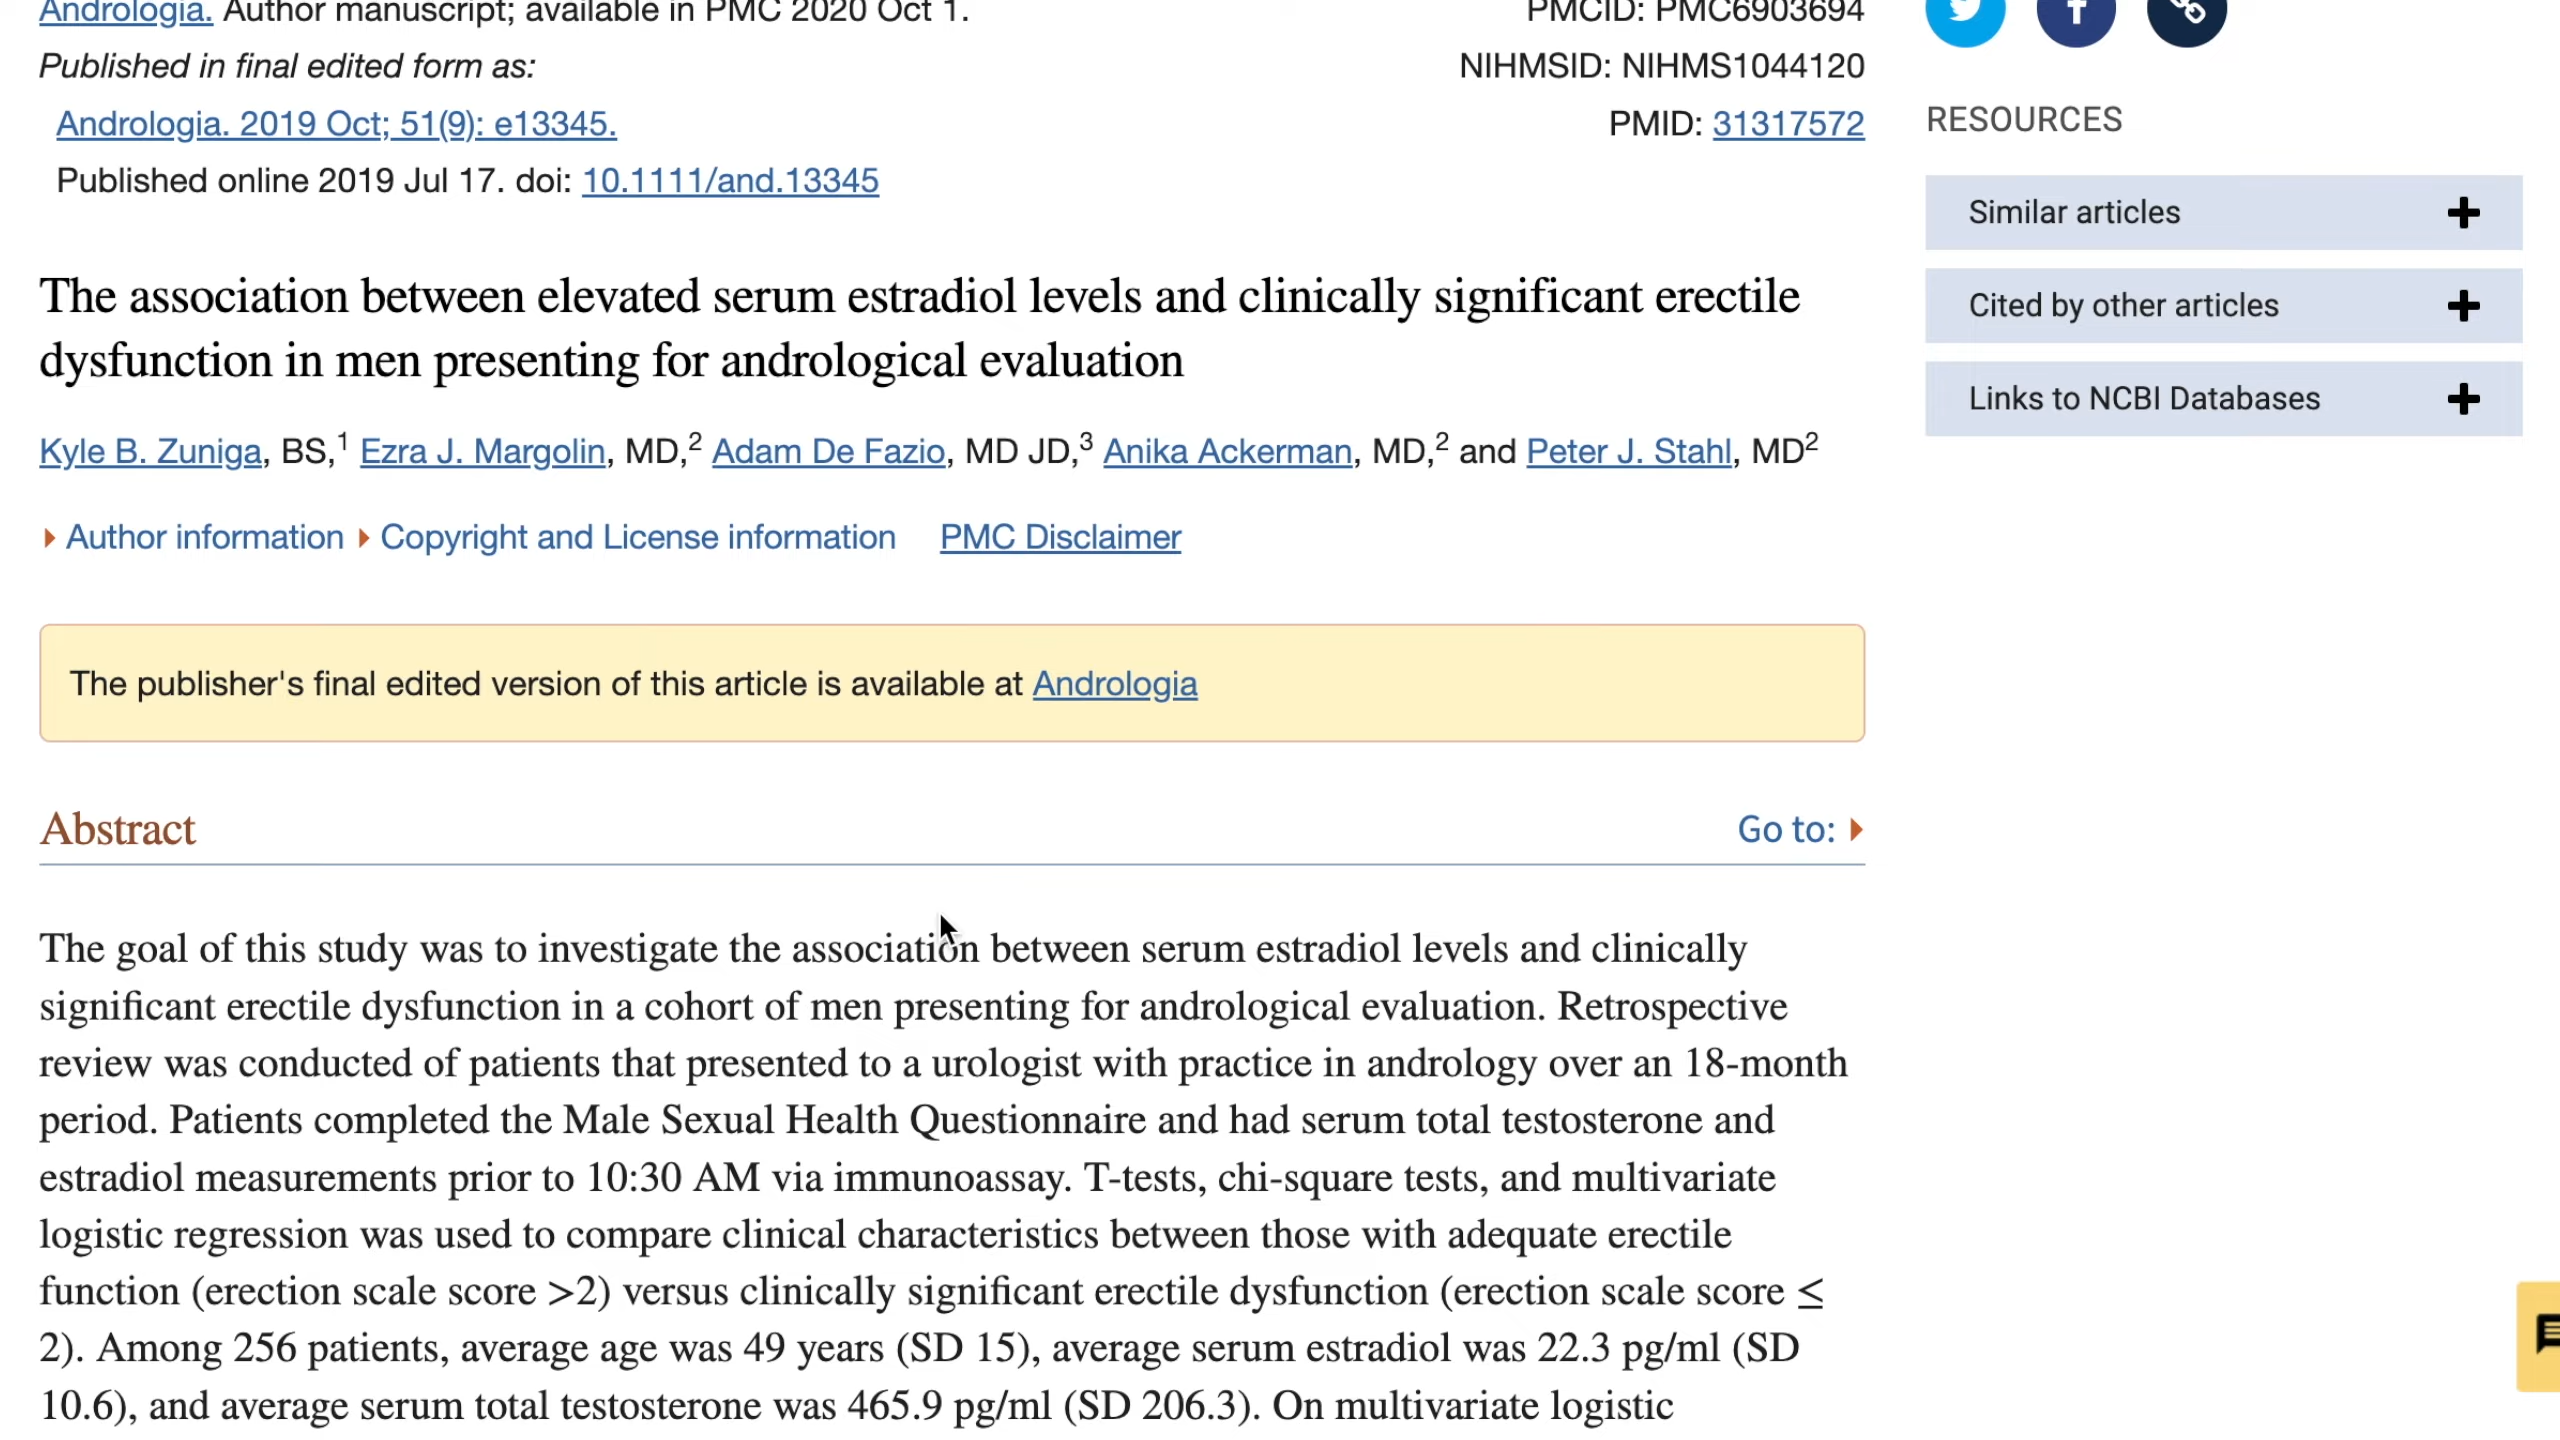 Andrologia. Author manuscript; available in PMC 2020 Oct 1.
PMCID: PMC6903694
Published in final edited form as:
NIHMSID: NIHMS1044120
Andrologia. 2019 Oct; 51(9): e13345.
PMID: 31317572
Published online 2019 Jul 17. doi: 10.1111/and.13345
RESOURCES
Similar articles
Cited by other articles
Links to NCBI Databases
The association between elevated serum estradiol levels and clinically significant erectile
dysfunction in men presenting for andrological evaluation
Kyle B. Zuniga, BS,1 Ezra J. Margolin, MD,2 Adam De Fazio, MD JD,3 Anika Ackerman, MD,2 and Peter J. Stahl, MD2
Author information Copyright and License information PMC Disclaimer
The publisher's final edited version of this article is available at Andrologia
Abstract
Go to:
The goal of this study was to investigate the association between serum estradiol levels and clinically
significant erectile dysfunction in a cohort of men presenting for andrological evaluation. Retrospective
review was conducted of patients that presented to a urologist with practice in andrology over an 18-month
period. Patients completed the Male Sexual Health Questionnaire and had serum total testosterone and
estradiol measurements prior to 10:30 AM via immunoassay. T-tests, chi-square tests, and multivariate
logistic regression was used to compare clinical characteristics between those with adequate erectile
function (erection scale score >2) versus clinically significant erectile dysfunction (erection scale score ≤
2). Among 256 patients, average age was 49 years (SD 15), average serum estradiol was 22.3 pg/ml (SD
10.6), and average serum total testosterone was 465.9 pg/ml (SD 206.3). On multivariate logistic